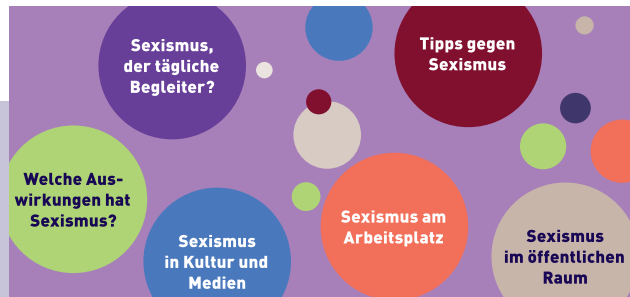 Sexismus,
der tägliche
Begleiter?
Tipps gegen
Sexismus
Welche Aus-
wirkungen hat
Sexismus?
Sexismus
in Kultur und
Medien
Sexismus am
Arbeitsplatz
Sexismus
im öffentlichen
Raum